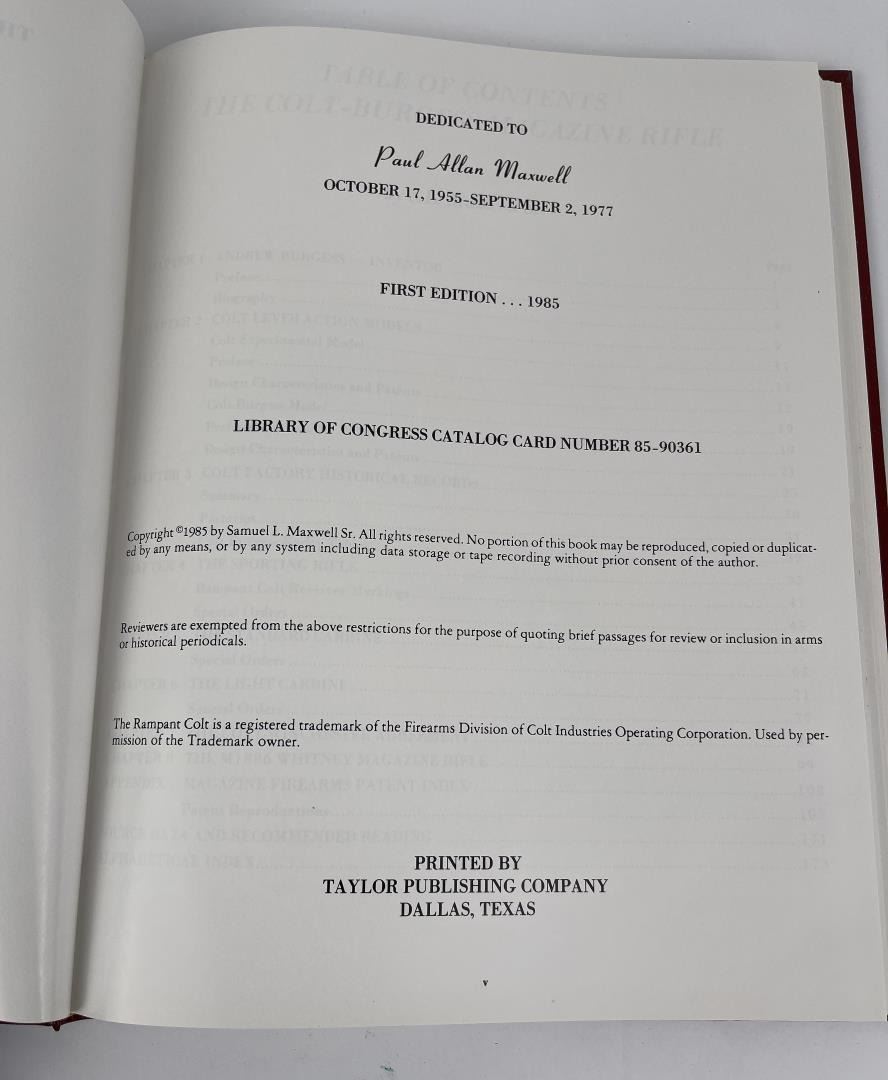 DEDICATED TO
Paul Allan Maxwell
OCTOBER 17, 1955-SEPTEMBER 2, 1977
FIRST EDITION . . . 1985
LIBRARY OF CONGRESS CATALOG CARD NUMBER 85-90361
Copyright ©1985 by Samuel L. Maxwell Sr. All rights reserved. No portion of this book may be reproduced, copied or duplicat-
ed by any means, or by any system including data storage or tape recording without prior consent of the author.
Reviewers are exempted from the above restrictions for the purpose of quoting brief passages for review or inclusion in arms
or historical periodicals.
The Rampant Colt is a registered trademark of the Firearms Division of Colt Industries Operating Corporation. Used by per-
mission of the Trademark owner.
PRINTED BY
TAYLOR PUBLISHING COMPANY
DALLAS, TEXAS
v